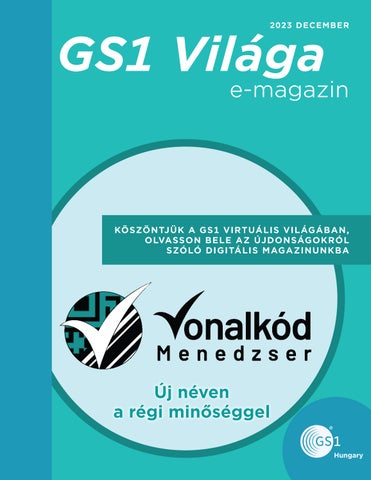 2023 DECEMBER
GS1 Világa
e-magazin
KÖSZÖNTJÜK A GS1 VIRTUÁLIS VILÁGÁBAN,
OLVASSON BELE AZ ÚJDONSÁGOKRÓL
SZÓLÓ DIGITÁLIS MAGAZINUNKBA
Vonalkód
Menedzser
Új néven
a régi minőséggel
GS1
Hungary